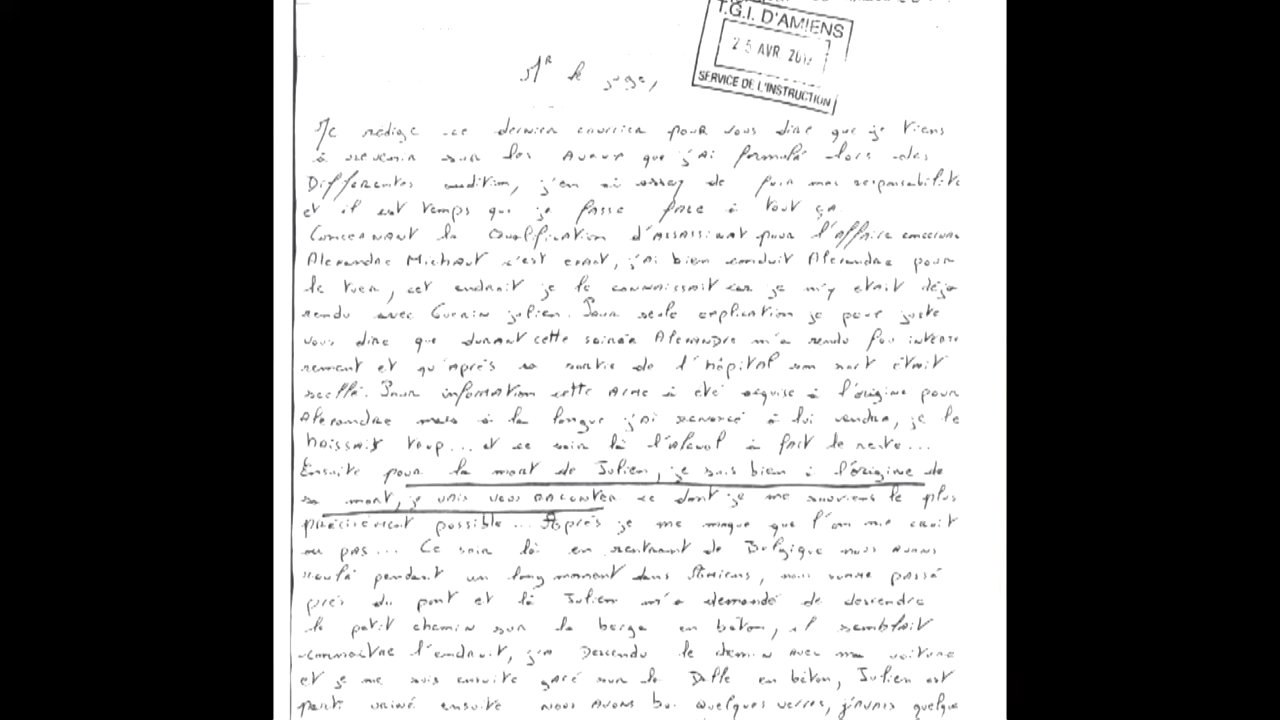 T.G.I. D'AMIENS
25 AVR. 201
SERVICE DE L'INSTRUCTION
Mr le juge,
Je rédige ce dernier courrier pour vous dire que je viens
à revenir sur les aveux que j'ai formulé lors des
Differentes audition, j'en ai assez de fuir mes responsabilité
et il est temps que je fasse face à tout ça.
Concernant la qualification d'assassinat pour l'affaire concernant
Alexandre Michaut c'est exact, j'ai bien conduit Alexandre pour
le tuer, cet endroit je le connaissait car je m'y etait déjà
rendu avec Guerin julien. Pour seule explication je peux juste
vous dire que durant cette soirée Alexandre m'a rendu fou interie
rement et qu'après sa sortie de l'hôpital son sort était
scellé. Pour information cette arme à été acquise à l'origine pour
Alexandre mais à la longue j'ai renoncé à lui vendre, je le
haïssait trop... et ce soir là l'alcool à fait le reste...
Ensuite pour la mort de Julien, je suis bien à l'origine de
sa mort, je vais vous raconter ce dont je me souviens le plus
précisément possible... Après je me moque que l'on me croit
ou pas... Ce soir là en rentrant de Belgique nous avons
roulé pendant un long moment dans Amiens, nous somme passé
près du pont et là Julien m'a demandé de descendre
le petit chemin sur la berge en béton, il semblait
connaitre l'endroit, j'ai Descendu le chemin avec ma voiture
et je me suis ensuite garé sur la Dalle en béton, Julien est
parti uriné ensuite nous avons bu quelques verres, j'avais quelque